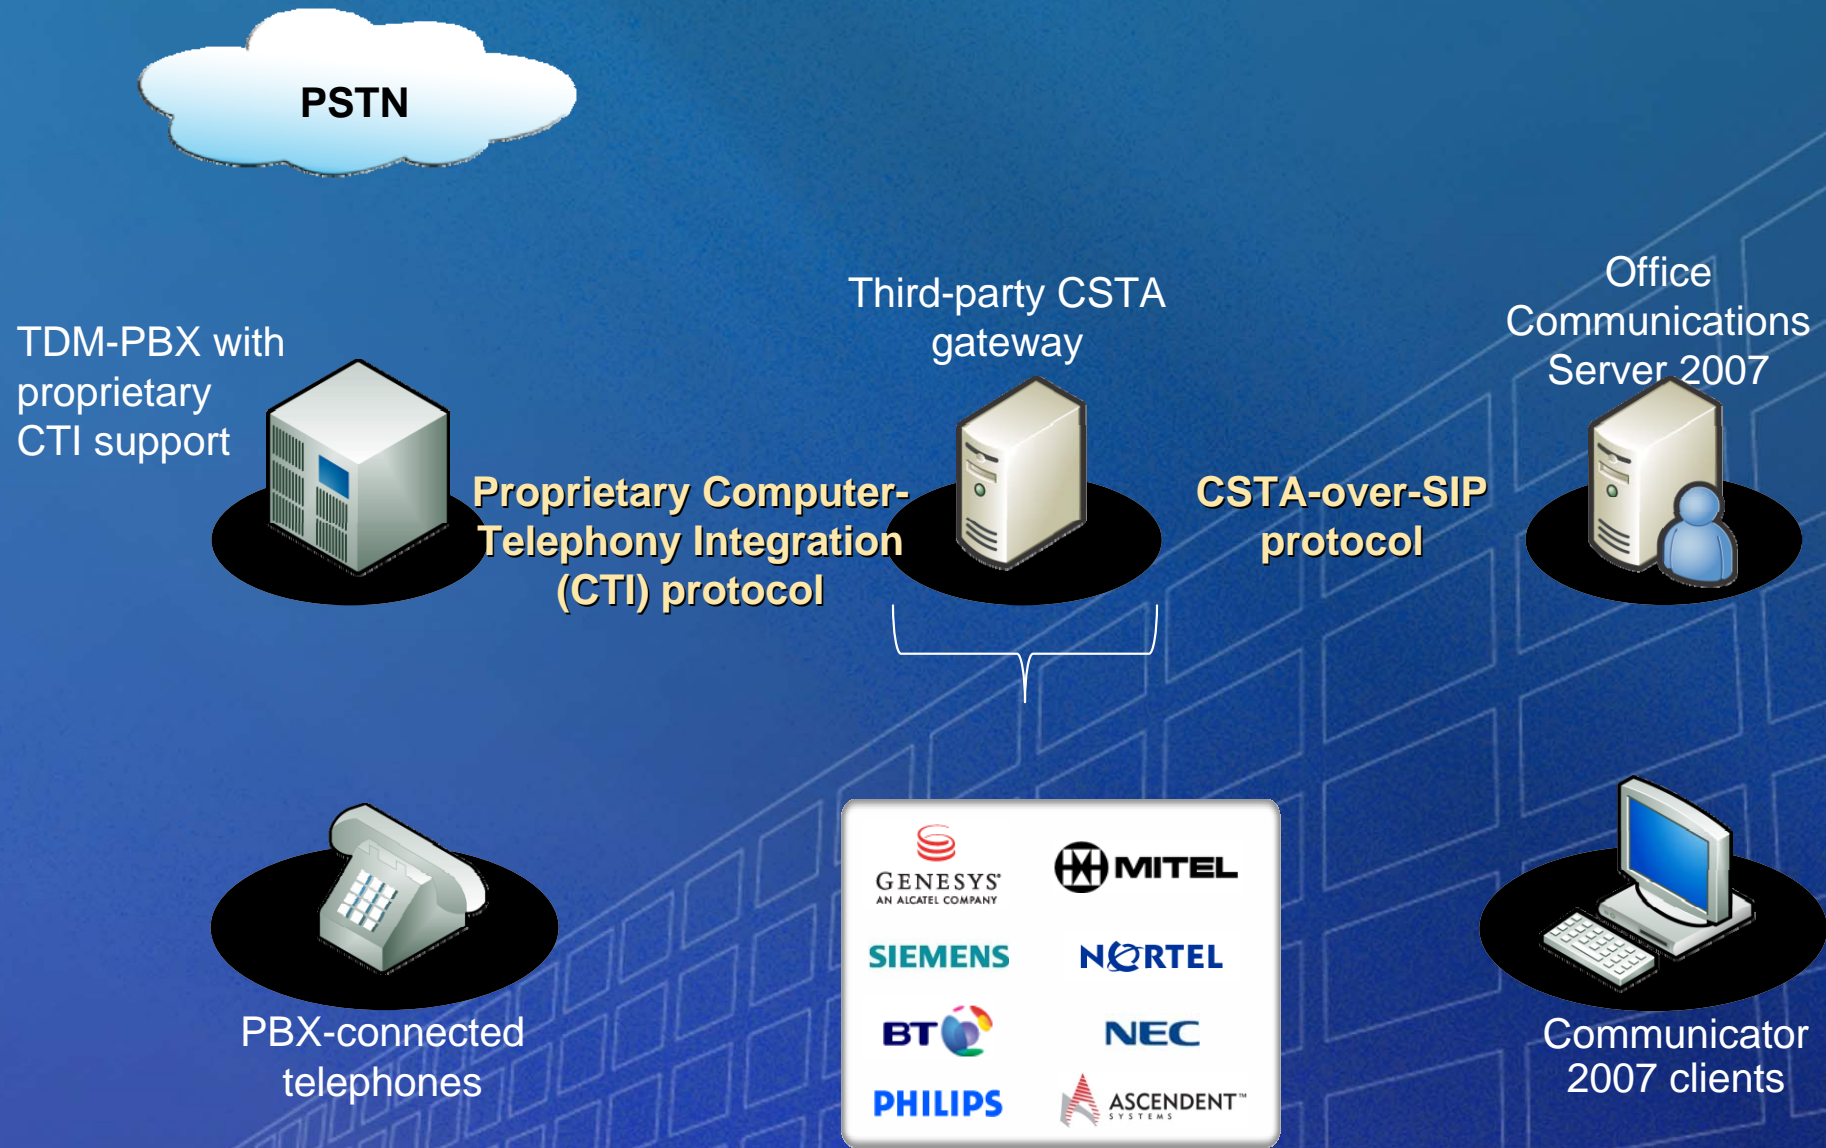 PSTN
TDM-PBX with
proprietary
CTI support
Third-party CSTA
gateway
Office
Communications
Server 2007
Proprietary Computer-
Telephony Integration
(CTI) protocol
CSTA-over-SIP
protocol
PBX-connected
telephones
GENESYS
AN ALCATEL COMPANY
MITEL
SIEMENS
NORTEL
BT
NEC
PHILIPS
ASCENDENT™
SYSTEMS
Communicator
2007 clients